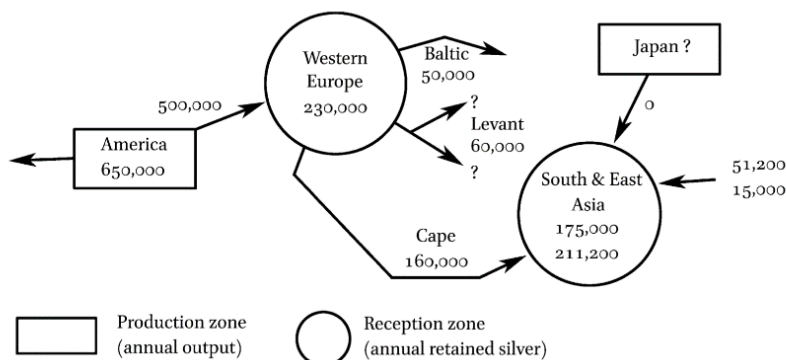 Western
Europe
230,000
Baltic
50,000
Japan ?
500,000
0
America
650,000
?
Levant
60,000
?
51,200
15,000
South & East
Asia
175,000
211,200
Cape
160,000
Production zone
(annual output)
Reception zone
(annual retained silver)